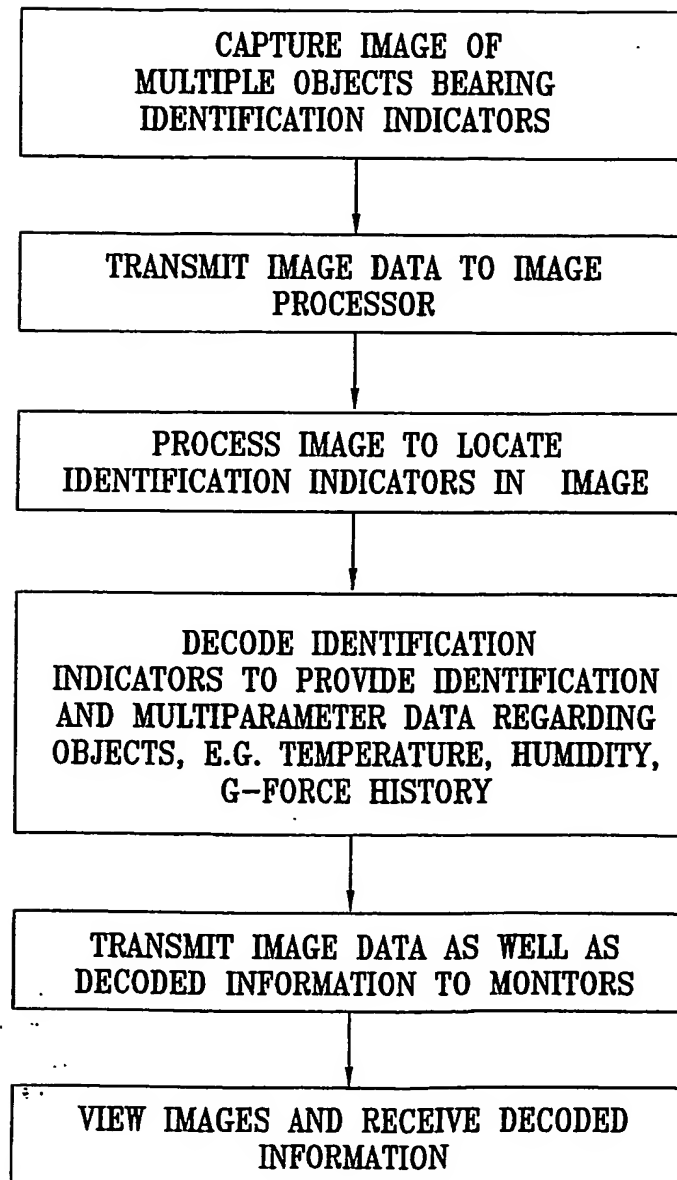 CAPTURE IMAGE OF
MULTIPLE OBJECTS BEARING
IDENTIFICATION INDICATORS
TRANSMIT IMAGE DATA TO IMAGE
PROCESSOR
PROCESS IMAGE TO LOCATE
IDENTIFICATION INDICATORS IN IMAGE
DECODE IDENTIFICATION
INDICATORS TO PROVIDE IDENTIFICATION
AND MULTIPARAMETER DATA REGARDING
OBJECTS, E.G. TEMPERATURE, HUMIDITY,
G-FORCE HISTORY
TRANSMIT IMAGE DATA AS WELL AS
DECODED INFORMATION TO MONITORS
VIEW IMAGES AND RECEIVE DECODED
INFORMATION